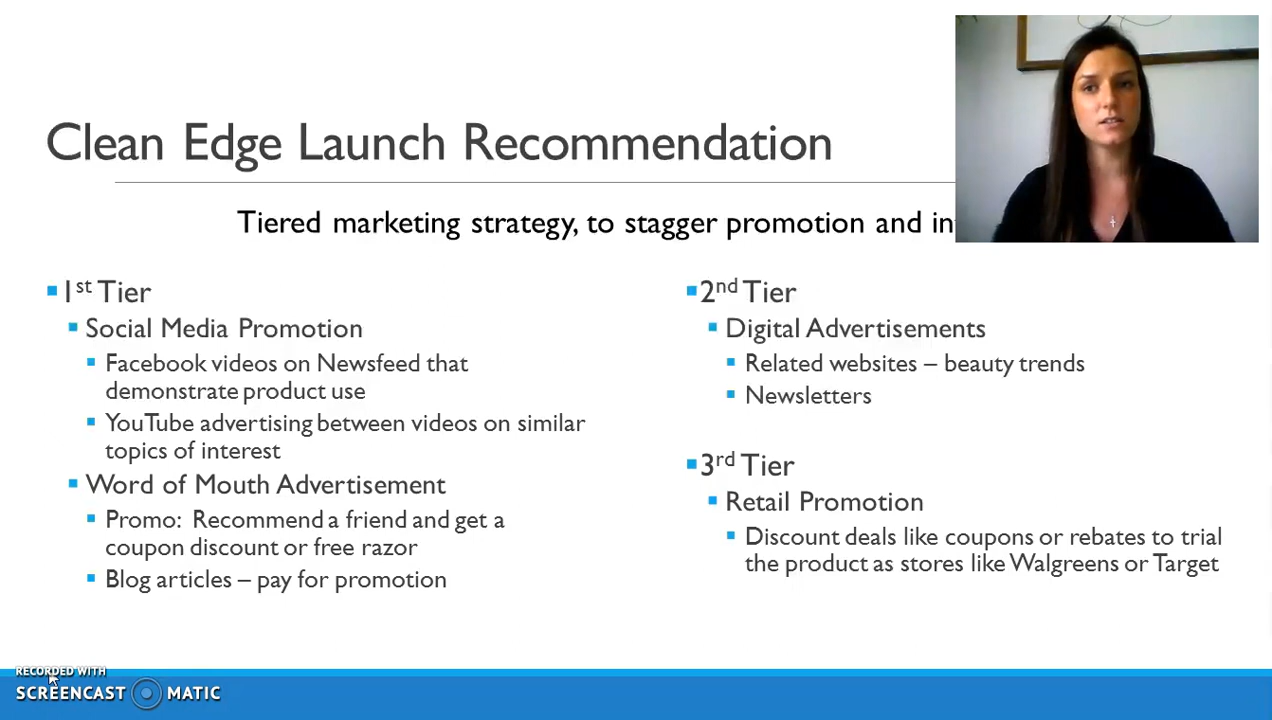 Clean Edge Launch Recommendation
Tiered marketing strategy, to stagger promotion and
1st Tier
Social Media Promotion
Facebook videos on Newsfeed that
demonstrate product use
YouTube advertising between videos on similar
topics of interest
Word of Mouth Advertisement
Promo: Recommend a friend and get a
coupon discount or free razor
Blog articles – pay for promotion
2nd Tier
Digital Advertisements
Related websites – beauty trends
Newsletters
3rd Tier
Retail Promotion
Discount deals like coupons or rebates to trial
the product as stores like Walgreens or Target
RECORDED WITH
SCREENCAST MATIC